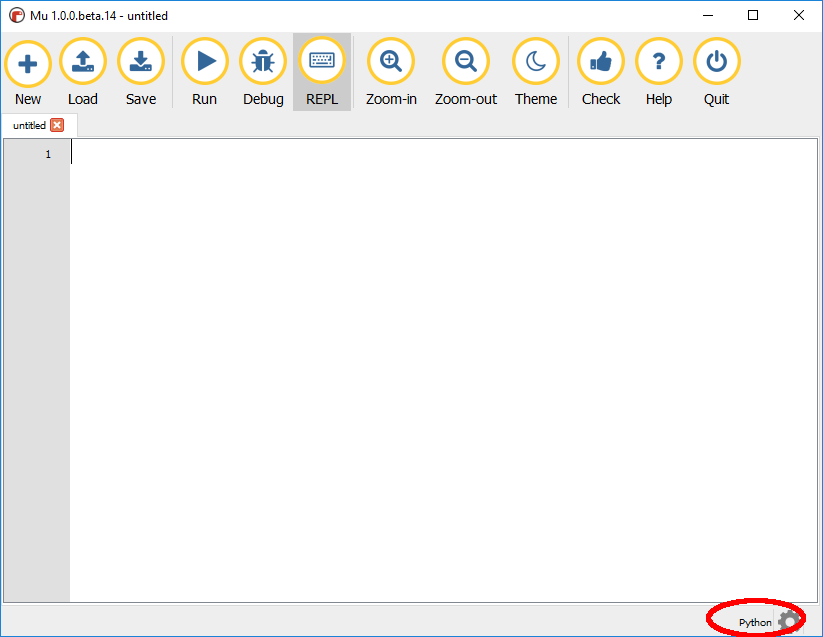 Mu 1.0.0.beta.14 - untitled
New Load Save Run Debug REPL Zoom-in Zoom-out Theme Check Help Quit
untitled
1
Python